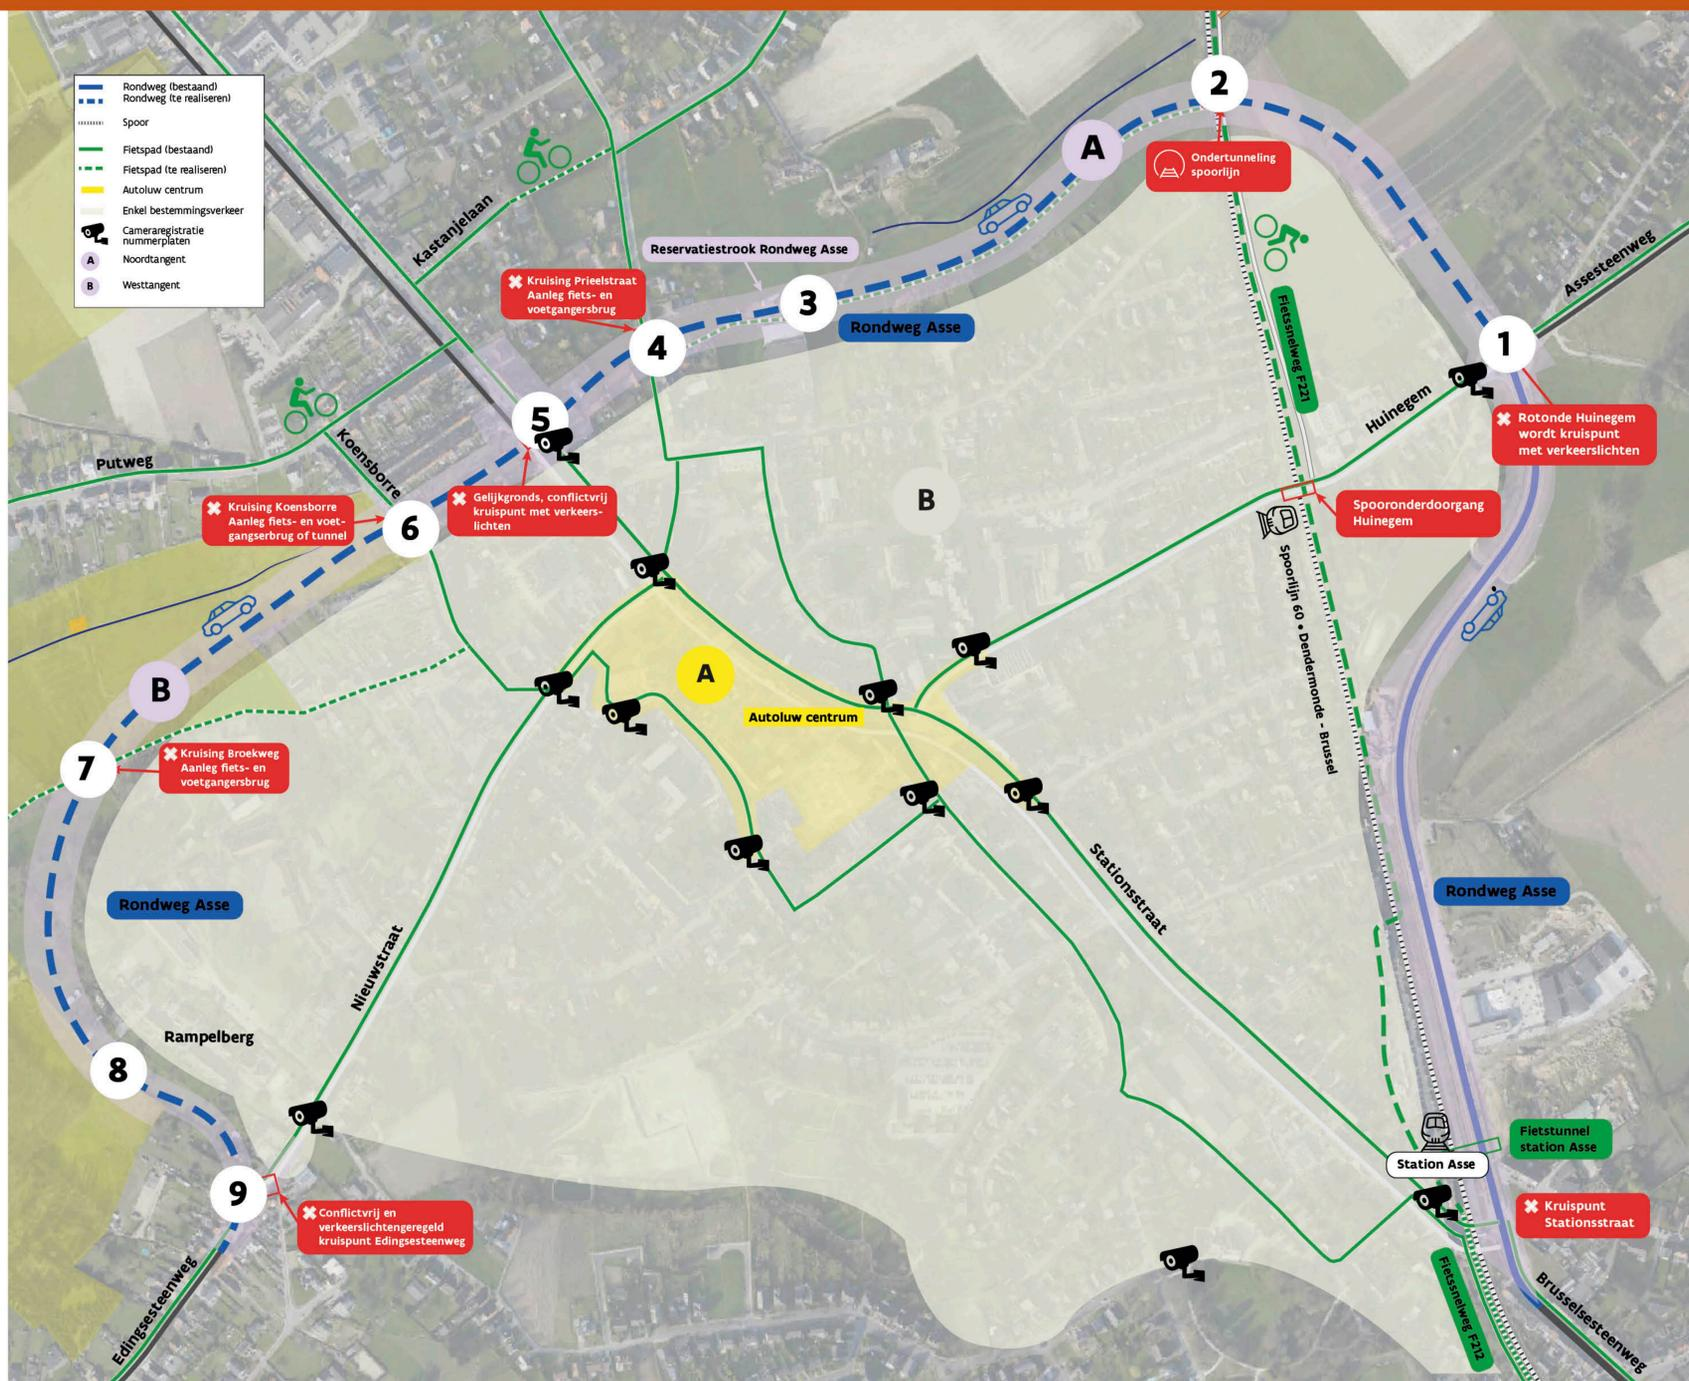 Rondweg (bestaand)
Rondweg (te realiseren)
Spoor
Fietspad (bestaand)
Fietspad (te realiseren)
Autoluw centrum
Enkel bestemmingsverkeer
Cameraregistratie
nummerplaten
A
Noordtangent
B
Westtangent
2
A
Ondertunneling
spoorlijn
Kastanjelaan
Reservatiestrook Rondweg Asse
Kruising Prieelstraat
Aanleg fiets- en
voetgangersbrug
3
Rondweg Asse
4
Fietssnelweg F221
Assesteenweg
1
Huinegem
Rotonde Huinegem
wordt kruispunt
met verkeerslichten
5
Koensborre
Putweg
Kruising Koensborre
Aanleg fiets- en voet-
gangserbrug of tunnel
6
Gelijkgronds, conflictvrij
kruispunt met verkeers-
lichten
B
Spooronderdoorgang
Huinegem
Spoorlijn 60 • Dendermonde - Brussel
B
A
Autoluw centrum
7
Kruising Broekweg
Aanleg fiets- en
voetgangersbrug
Rondweg Asse
Nieuwstraat
Stationsstraat
Rondweg Asse
Rampelberg
8
Fietstunnel
station Asse
Station Asse
9
Conflictvrij en
verkeerslichtengeregeld
kruispunt Edingsesteenweg
Kruispunt
Stationsstraat
Edingsesteenweg
Fietssnelweg F212
Brusselsesteenweg